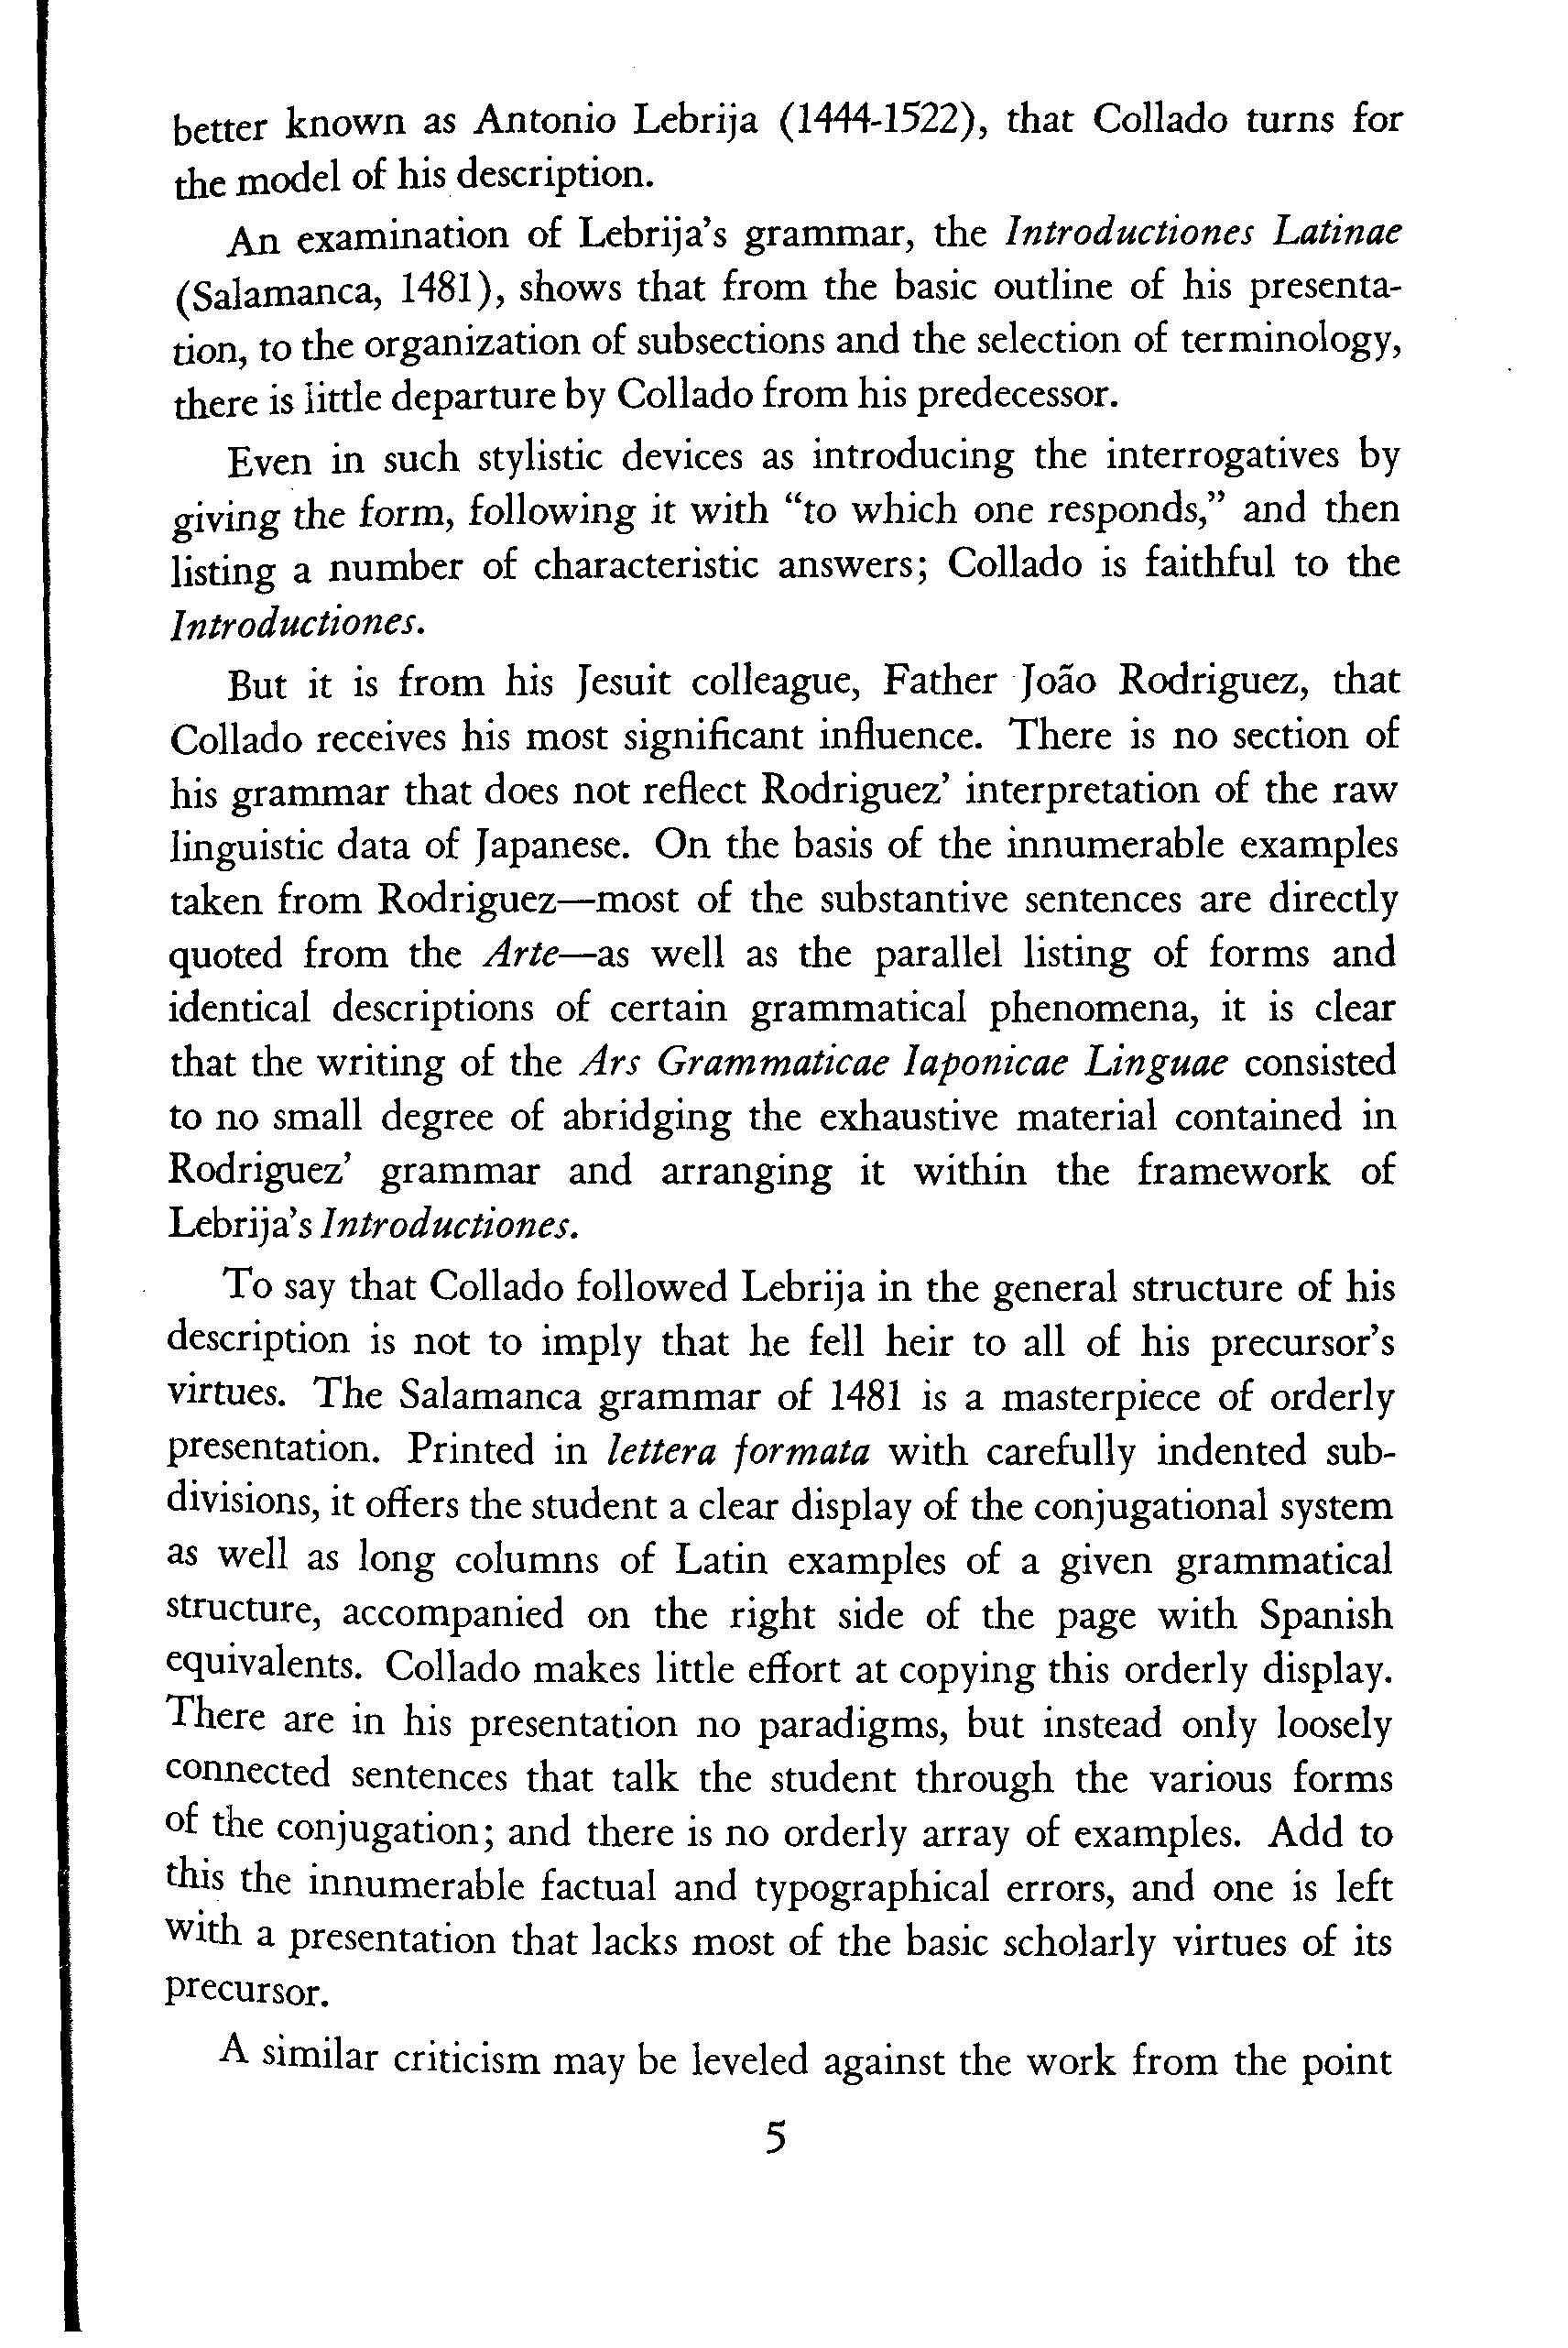 better known as Antonio Lebrija (1444-1522), that Collado turns for
the model of his description.
An examination of Lebrija's grammar, the Introductiones Latinae
(Salamanca, 1481), shows that from the basic outline of his presenta-
tion, to the organization of subsections and the selection of terminology,
there is little departure by Collado from his predecessor.
Even in such stylistic devices as introducing the interrogatives by
giving the form, following it with “to which one responds,” and then
listing a number of characteristic answers; Collado is faithful to the
Introductiones.
But it is from his Jesuit colleague, Father João Rodriguez, that
Collado receives his most significant influence. There is no section of
his grammar that does not reflect Rodriguez' interpretation of the raw
linguistic data of Japanese. On the basis of the innumerable examples
taken from Rodriguez—most of the substantive sentences are directly
quoted from the Arte—as well as the parallel listing of forms and
identical descriptions of certain grammatical phenomena, it is clear
that the writing of the Ars Grammaticae Iaponicae Linguae consisted
to no small degree of abridging the exhaustive material contained in
Rodriguez' grammar and arranging it within the framework of
Lebrija's Introductiones.
To say that Collado followed Lebrija in the general structure of his
description is not to imply that he fell heir to all of his precursor's
virtues. The Salamanca grammar of 1481 is a masterpiece of orderly
presentation. Printed in lettera formata with carefully indented sub-
divisions, it offers the student a clear display of the conjugational system
as well as long columns of Latin examples of a given grammatical
structure, accompanied on the right side of the page with Spanish
equivalents. Collado makes little effort at copying this orderly display.
There are in his presentation no paradigms, but instead only loosely
connected sentences that talk the student through the various forms
of the conjugation; and there is no orderly array of examples. Add to
this the innumerable factual and typographical errors, and one is left
with a presentation that lacks most of the basic scholarly virtues of its
precursor.
A similar criticism may be leveled against the work from the point
5